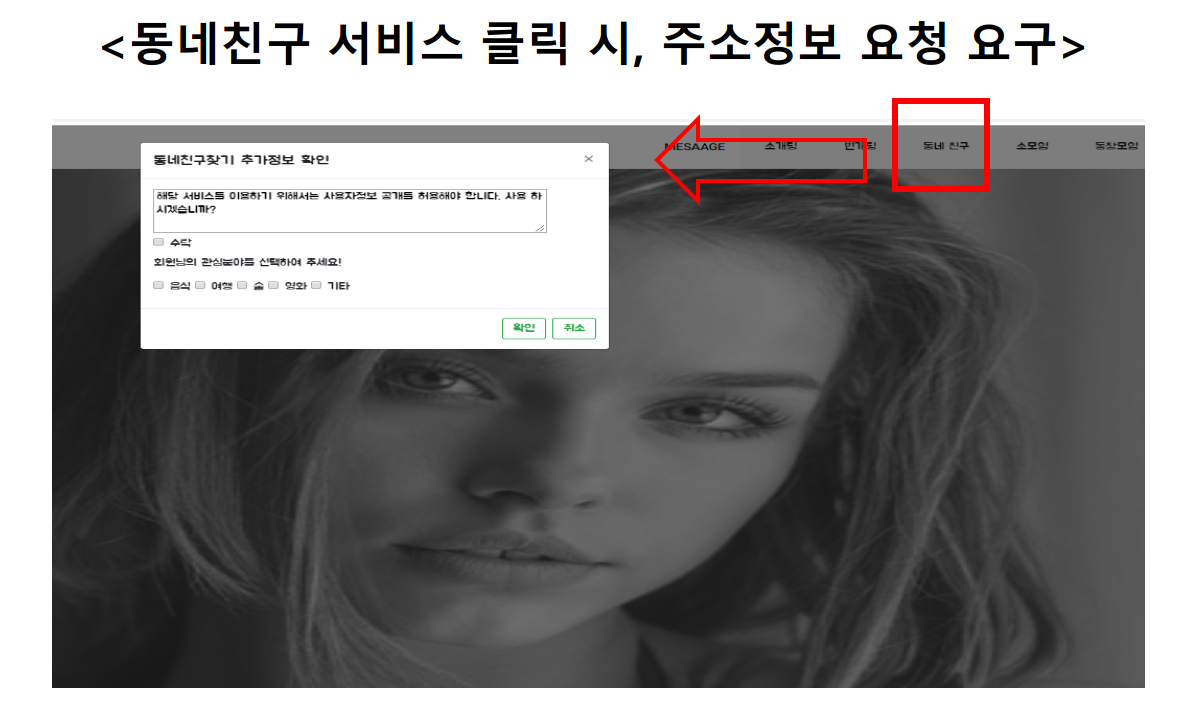 <동네친구 서비스 클릭 시, 주소정보 요청 요구>
MESAAGE 소개팅 번개팅 동네 친구 소모임 동창모임
동네친구찾기 추가정보 확인 ×
해당 서비스를 이용하기 위해서는 사용자정보 공개를 허용해야 합니다. 사용 하
시겠습니까?
수락
회원님의 관심분야를 선택하여 주세요!
음식 여행 술 영화 기타
확인 취소